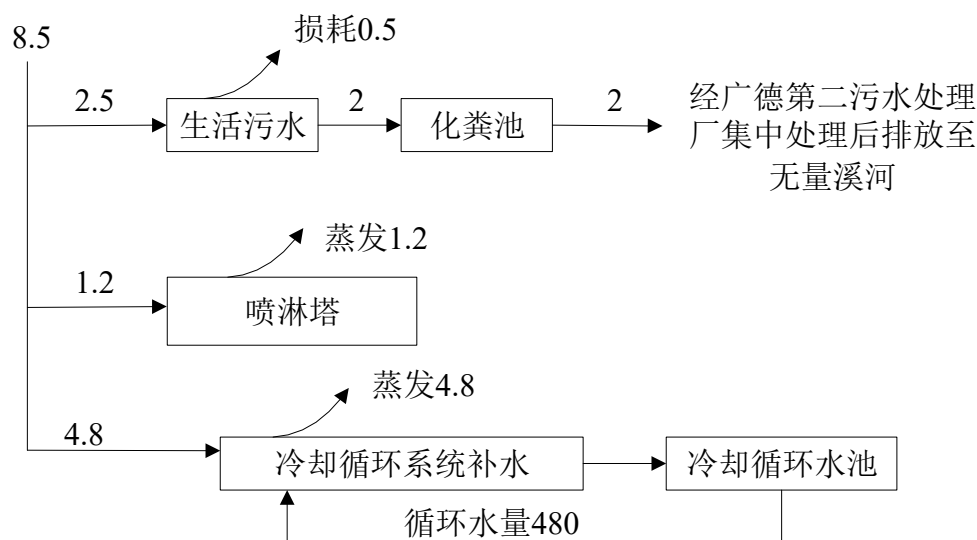 8.5
损耗0.5
2.5
生活污水
2
化粪池
2
经广德第二污水处理
厂集中处理后排放至
无量溪河
蒸发1.2
1.2
喷淋塔
蒸发4.8
4.8
冷却循环系统补水
冷却循环水池
循环水量480